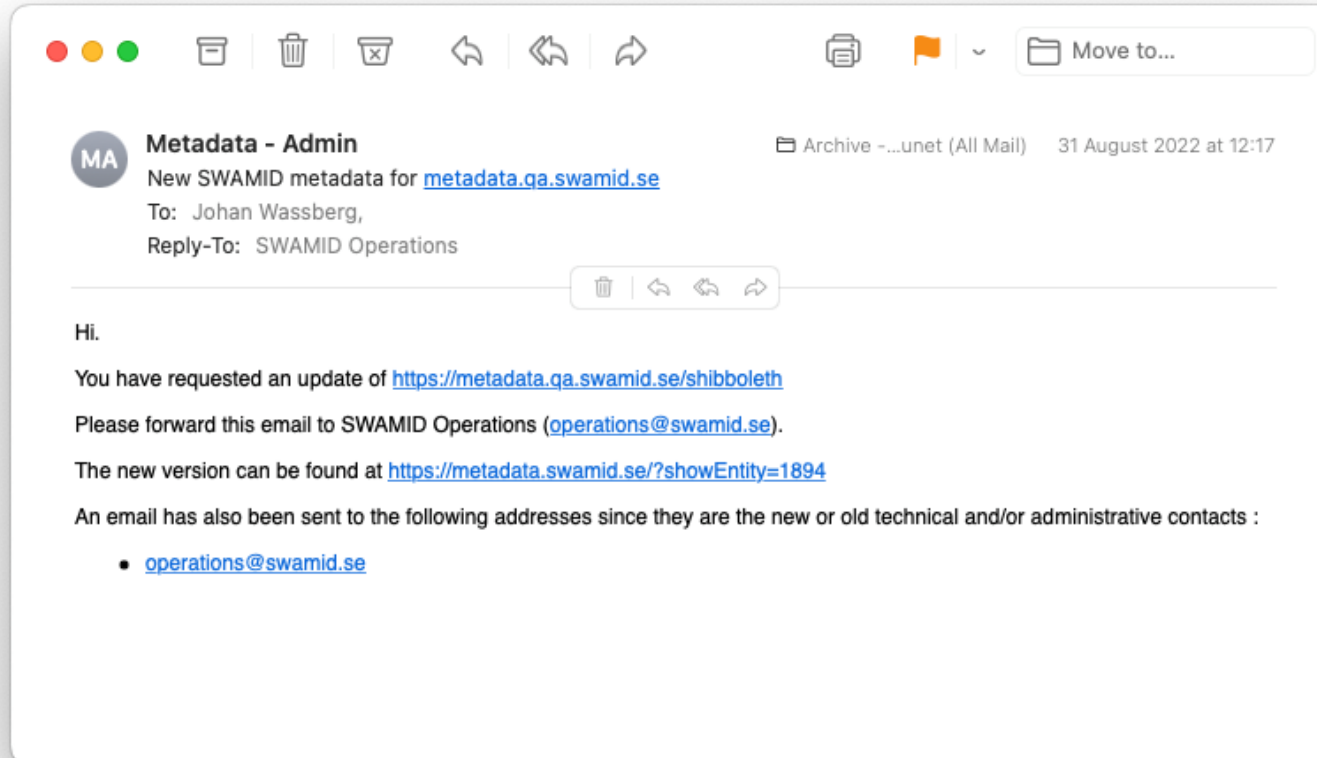 Move to...
MA
Metadata - Admin
Archive -...unet (All Mail) 31 August 2022 at 12:17
New SWAMID metadata for metadata.qa.swamid.se
To: Johan Wassberg,
Reply-To: SWAMID Operations
Hi.
You have requested an update of https://metadata.qa.swamid.se/shibboleth
Please forward this email to SWAMID Operations (operations@swamid.se).
The new version can be found at https://metadata.swamid.se/?showEntity=1894
An email has also been sent to the following addresses since they are the new or old technical and/or administrative contacts :
• operations@swamid.se